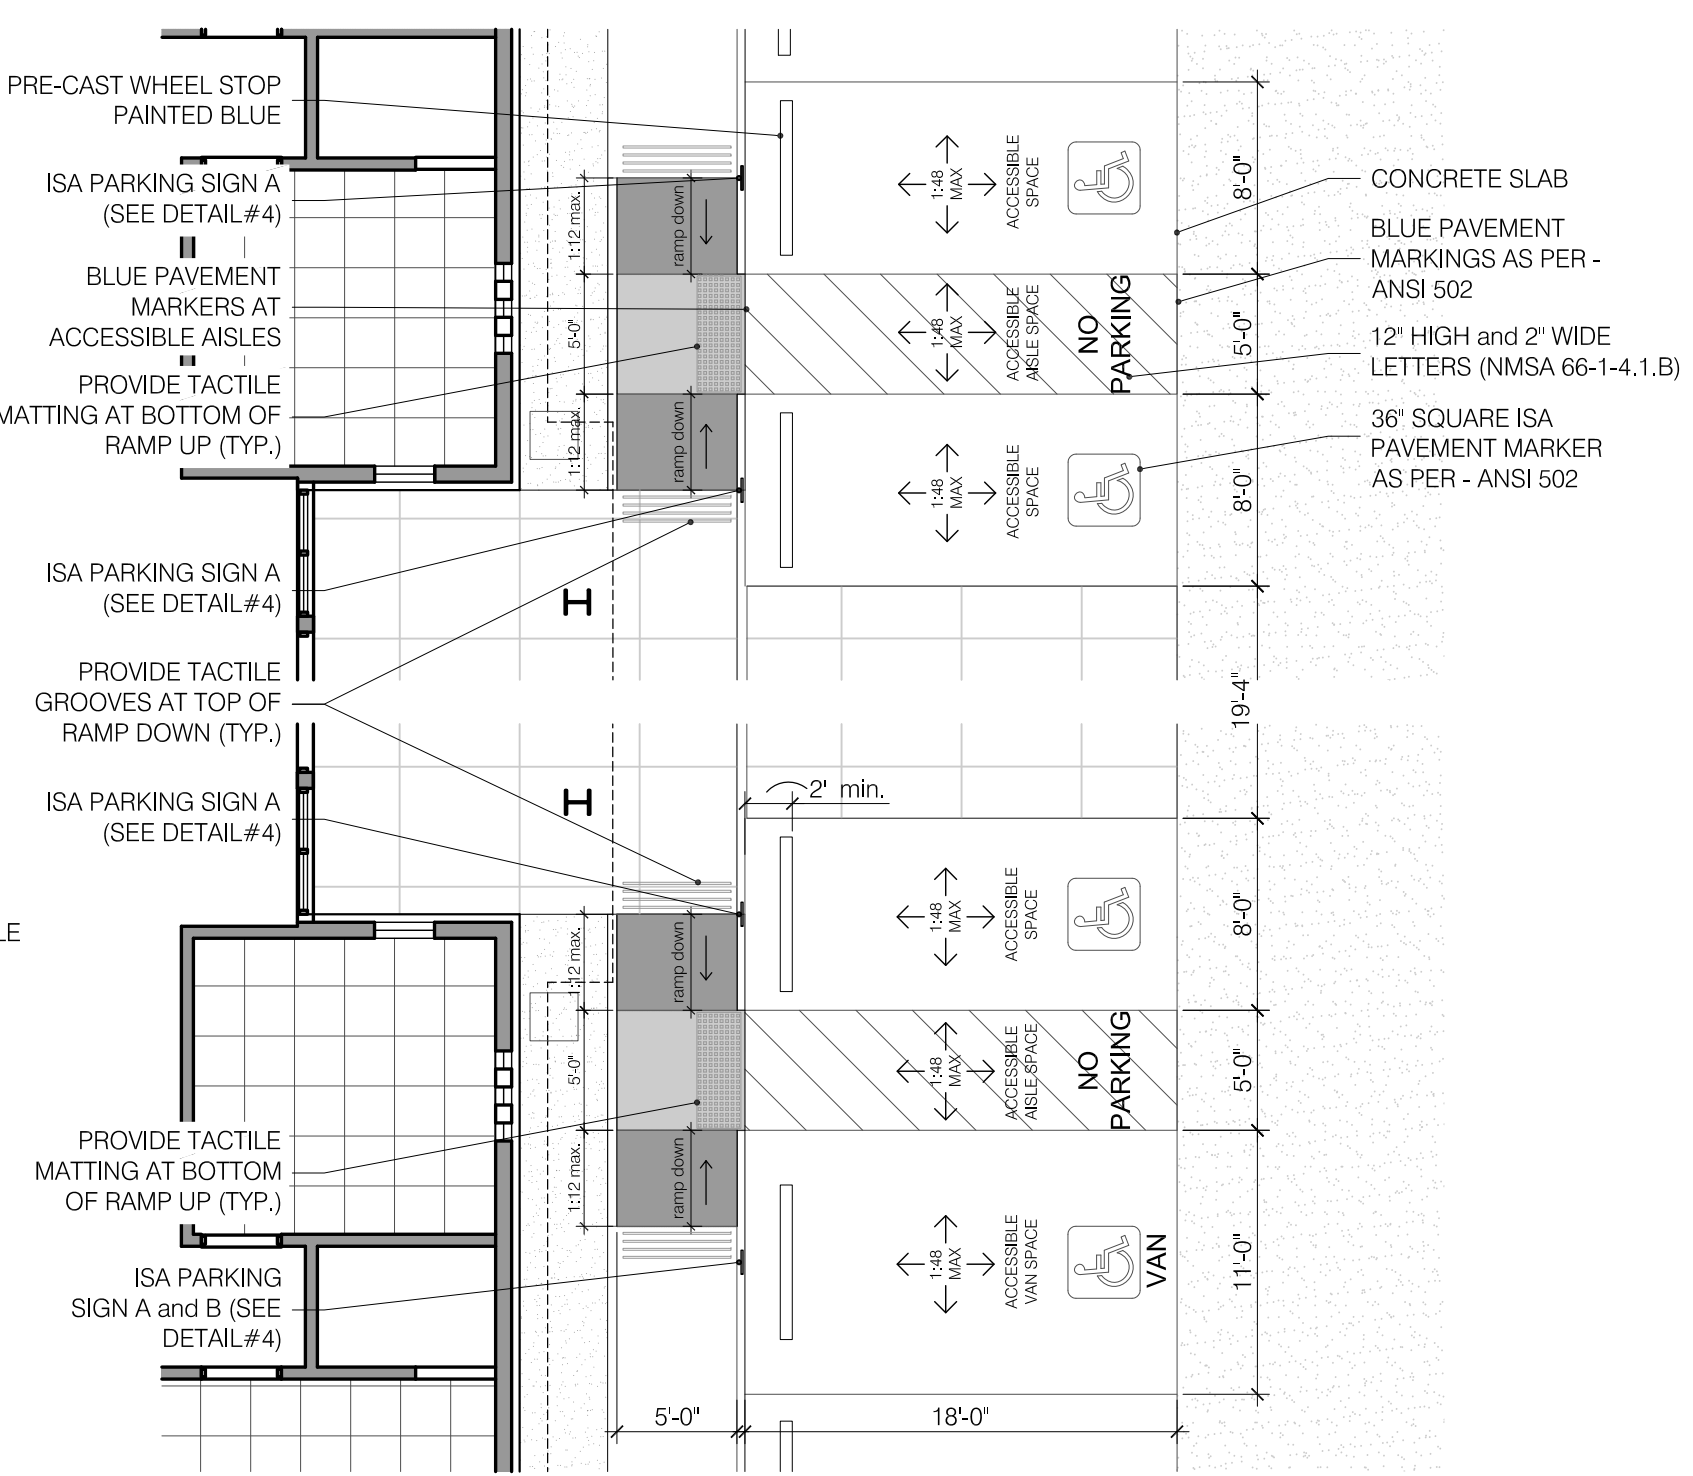 PRE-CAST WHEEL STOP
PAINTED BLUE
ISA PARKING SIGN A
(SEE DETAIL#4)
BLUE PAVEMENT
MARKERS AT
ACCESSIBLE AISLES
PROVIDE TACTILE
MATTING AT BOTTOM OF
RAMP UP (TYP.)
ISA PARKING SIGN A
(SEE DETAIL#4)
PROVIDE TACTILE
GROOVES AT TOP OF
RAMP DOWN (TYP.)
ISA PARKING SIGN A
(SEE DETAIL#4)
LE
PROVIDE TACTILE
MATTING AT BOTTOM
OF RAMP UP (TYP.)
ISA PARKING
SIGN A and B (SEE
DETAIL#4)
1:12 max.
5'-0"
1:12 max.
ramp down
ramp down
H
H
1:12 max.
5'-0"
1:12 max.
ramp down
ramp down
1:48
MAX
ACCESSIBLE
SPACE
1:48
MAX
ACCESSIBLE
AISLE SPACE
NO
PARKING
1:48
MAX
ACCESSIBLE
SPACE
2' min.
1:48
MAX
ACCESSIBLE
SPACE
1:48
MAX
ACCESSIBLE
AISLE SPACE
NO
PARKING
1:48
MAX
ACCESSIBLE
VAN SPACE
VAN
5'-0"
18'-0"
8'-0"
5'-0"
8'-0"
19'-4"
8'-0"
5'-0"
11'-0"
CONCRETE SLAB
BLUE PAVEMENT
MARKINGS AS PER -
ANSI 502
12" HIGH and 2" WIDE
LETTERS (NMSA 66-1-4.1.B)
36" SQUARE ISA
PAVEMENT MARKER
AS PER - ANSI 502